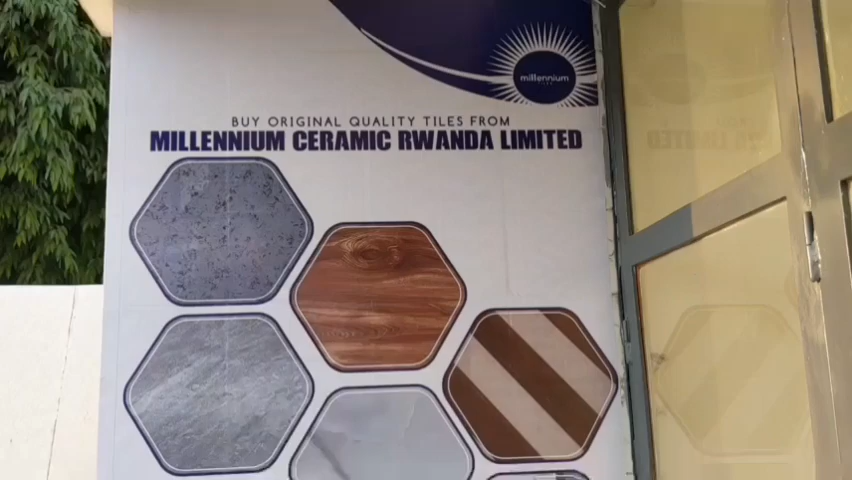 millennium
BUY ORIGINAL QUALITY TILES FROM
MILLENNIUM CERAMIC RWANDA LIMITED